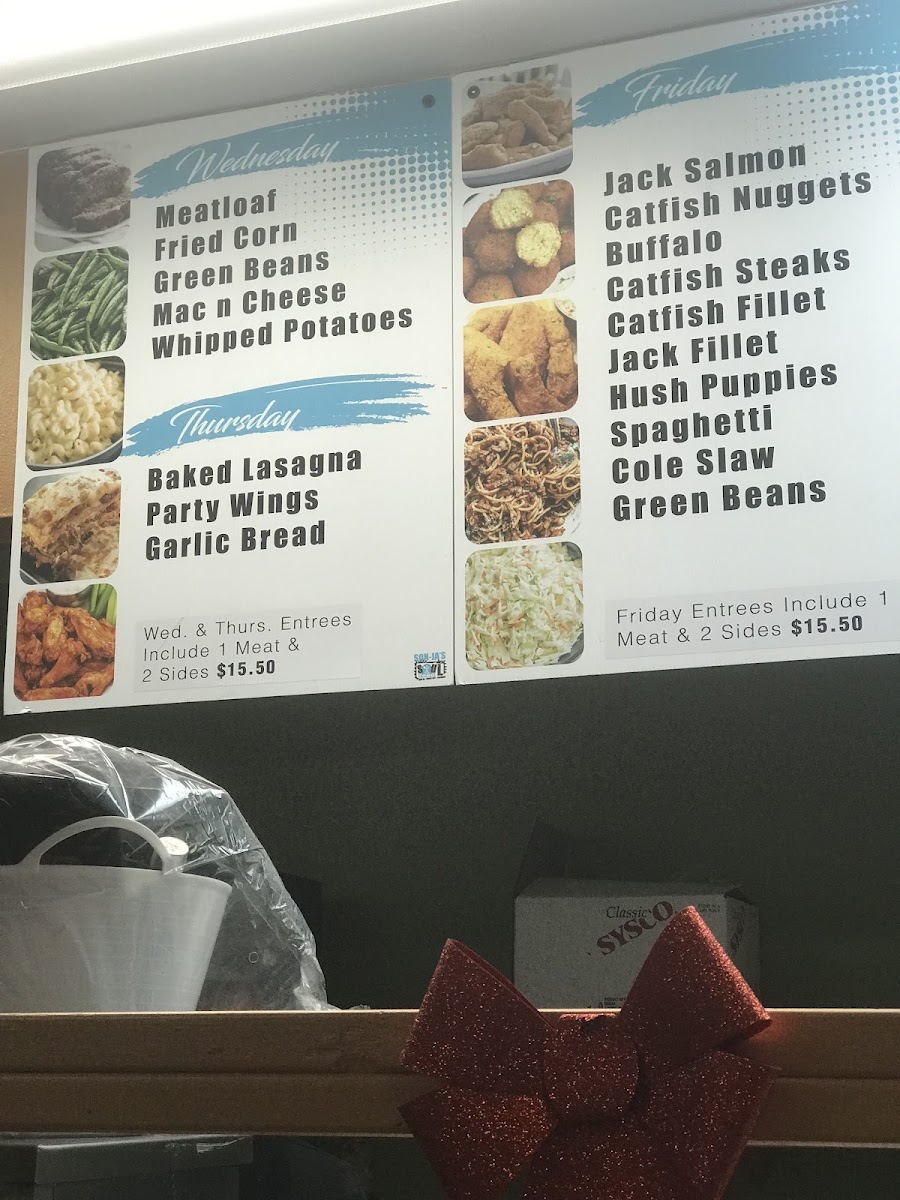 Wednesday
Meatloaf
Fried Corn
Green Beans
Mac n Cheese
Whipped Potatoes
Thursday
Baked Lasagna
Party Wings
Garlic Bread
Wed. & Thurs. Entrees
Include 1 Meat &
2 Sides $15.50
SON-JA'S
SOUL
Friday
Jack Salmon
Catfish Nuggets
Buffalo
Catfish Steaks
Catfish Fillet
Jack Fillet
Hush Puppies
Spaghetti
Cole Slaw
Green Beans
Friday Entrees Include 1
Meat & 2 Sides $15.50
Classic
SYSCO